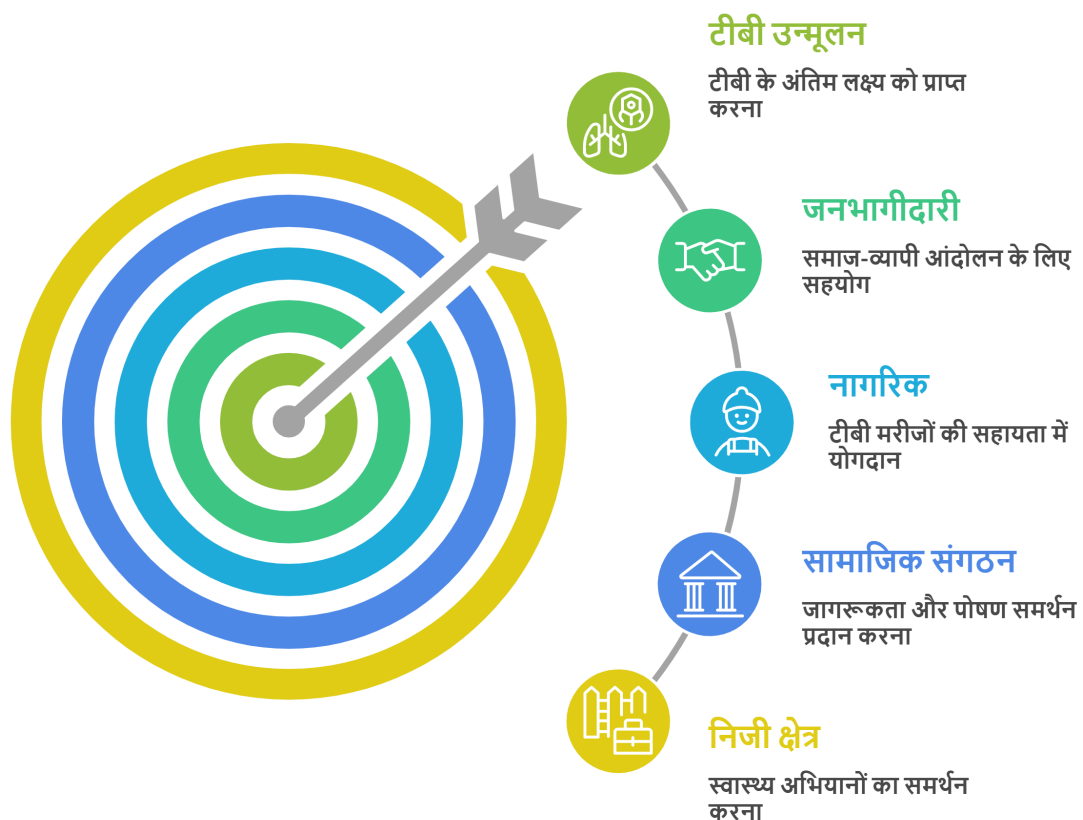 टीबी उन्मूलन
टीबी के अंतिम लक्ष्य को प्राप्त
करना
जनभागीदारी
समाज-व्यापी आंदोलन के लिए
सहयोग
नागरिक
टीबी मरीजों की सहायता में
योगदान
सामाजिक संगठन
जागरूकता और पोषण समर्थन
प्रदान करना
निजी क्षेत्र
स्वास्थ्य अभियानों का समर्थन
करना